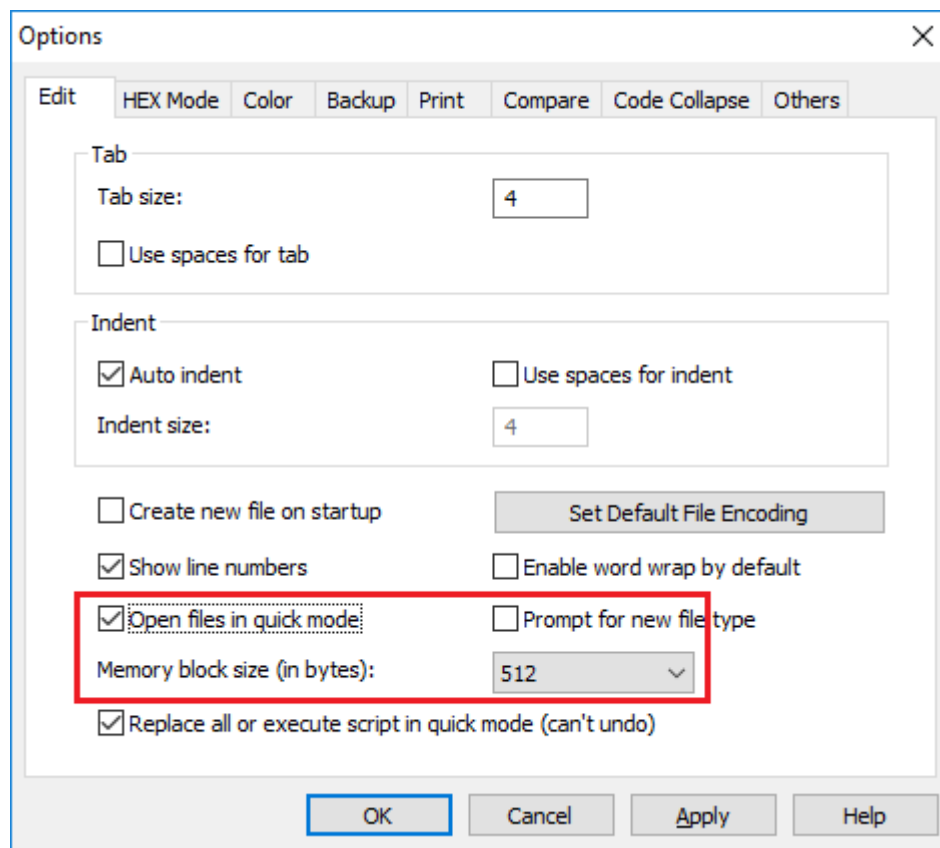 Options
Edit HEX Mode Color Backup Print Compare Code Collapse Others
Tab
Tab size: 4
Use spaces for tab
Indent
Auto indent Use spaces for indent
Indent size: 4
Create new file on startup Set Default File Encoding
Show line numbers Enable word wrap by default
Open files in quick mode Prompt for new file type
Memory block size (in bytes): 512
Replace all or execute script in quick mode (can't undo)
OK Cancel Apply Help